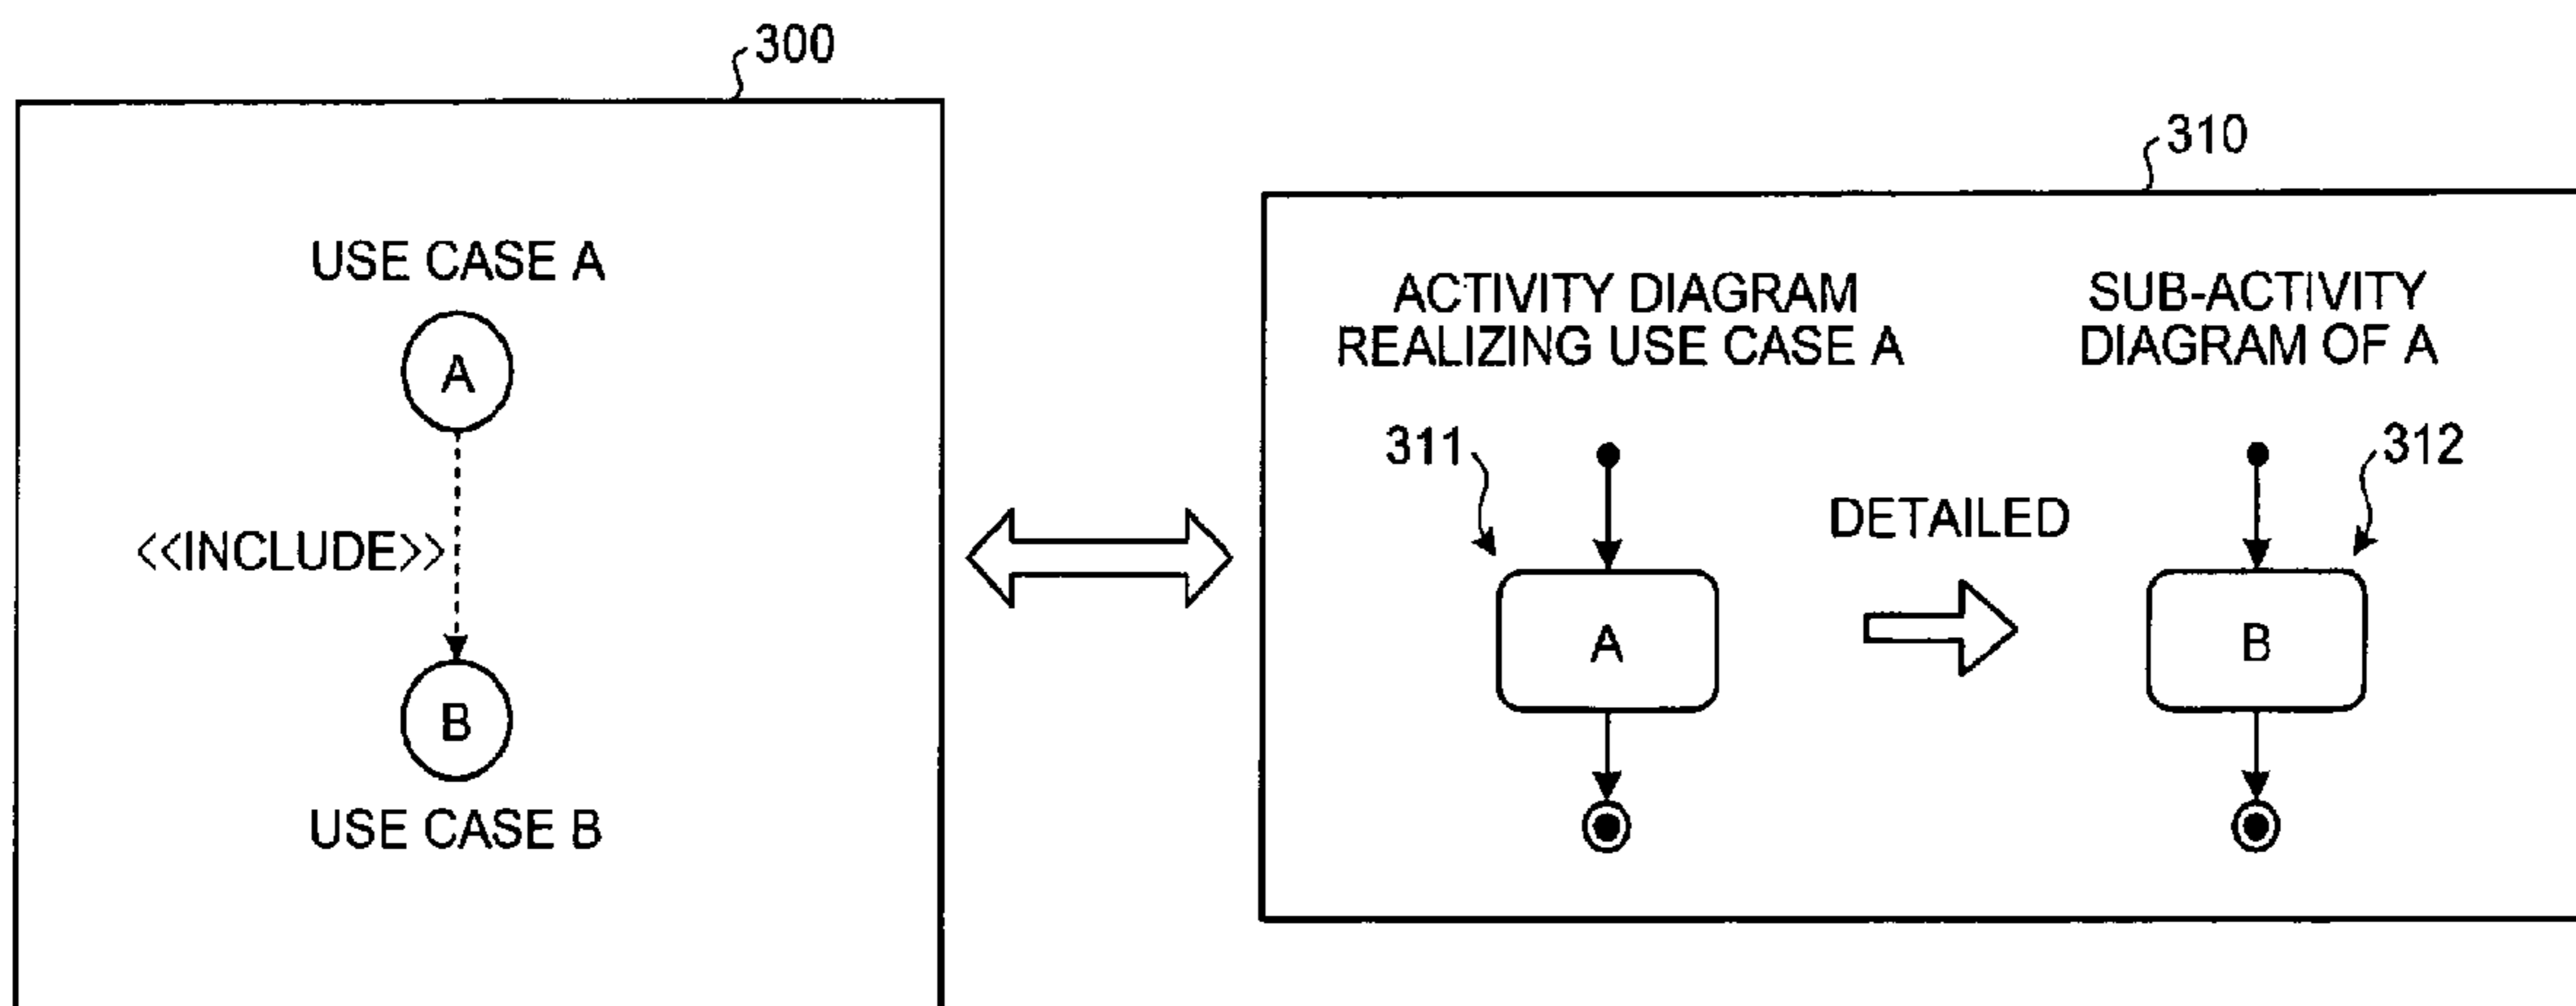 300
USE CASE A
A
<<INCLUDE>>
B
USE CASE B
310
ACTIVITY DIAGRAM
REALIZING USE CASE A
SUB-ACTIVITY
DIAGRAM OF A
311
312
DETAILED
A
B